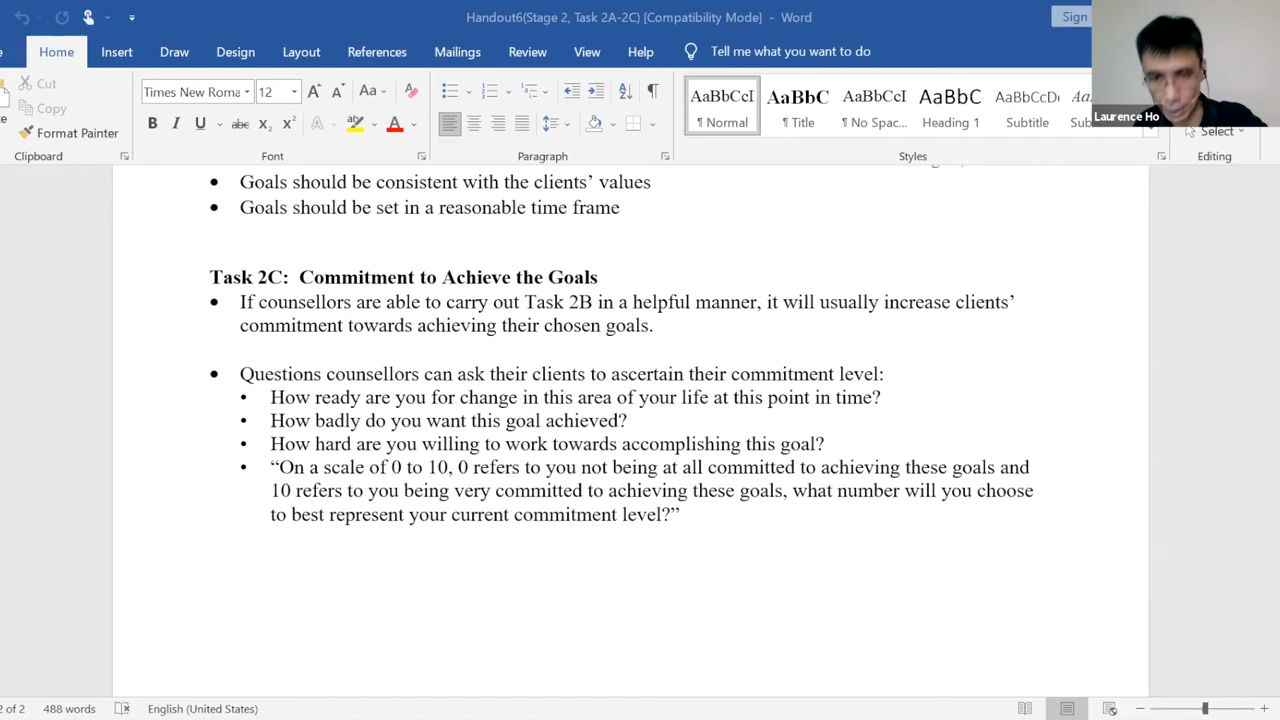 Handout6(Stage 2, Task 2A-2C) [Compatibility Mode] - Word
Sign
Home Insert Draw Design Layout References Mailings Review View Help Tell me what you want to do
Cut
Copy
Format Painter
Clipboard
Times New Roma 12
Font
Paragraph
AaBbCcI AaBbC AaBbCcI AaBbC AaBbCcD
¶ Normal ¶ Title ¶ No Spac... Heading 1 Subtitle
Styles
Select
Editing
Laurence Ho
• Goals should be consistent with the clients’ values
• Goals should be set in a reasonable time frame
Task 2C: Commitment to Achieve the Goals
• If counsellors are able to carry out Task 2B in a helpful manner, it will usually increase clients’
commitment towards achieving their chosen goals.
• Questions counsellors can ask their clients to ascertain their commitment level:
• How ready are you for change in this area of your life at this point in time?
• How badly do you want this goal achieved?
• How hard are you willing to work towards accomplishing this goal?
• “On a scale of 0 to 10, 0 refers to you not being at all committed to achieving these goals and
10 refers to you being very committed to achieving these goals, what number will you choose
to best represent your current commitment level?”
2 of 2 488 words English (United States)